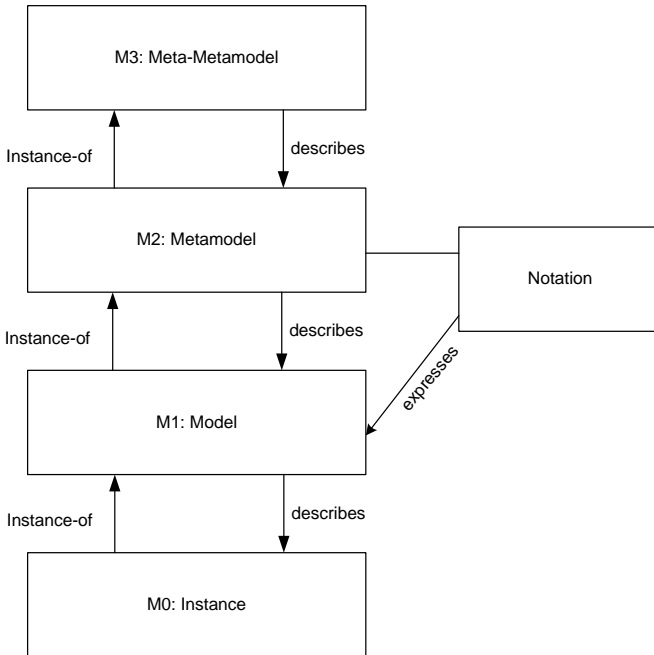 M3: Meta-Metamodel
Instance-of
describes
M2: Metamodel
Notation
Instance-of
describes
expresses
M1: Model
Instance-of
describes
M0: Instance